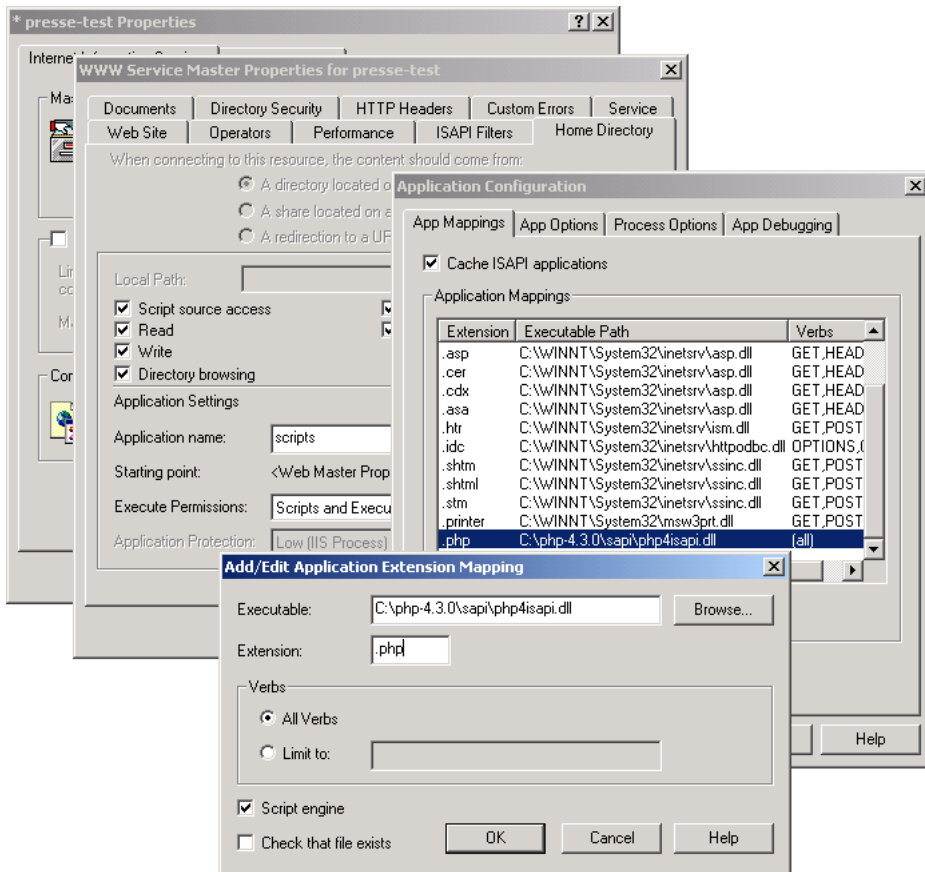 * presse-test Properties
WWW Service Master Properties for presse-test
Documents Directory Security HTTP Headers Custom Errors Service
Web Site Operators Performance ISAPI Filters Home Directory
When connecting to this resource, the content should come from:
A directory located
A share located on a
A redirection to a
Local Path:
Script source access
Read
Write
Directory browsing
Application Settings
Application name: scripts
Starting point: <Web Master Prop
Execute Permissions: Scripts and Execu
Application Protection: Low (IIS Process)
Application Configuration
App Mappings App Options Process Options App Debugging
Cache ISAPI applications
Application Mappings
Extension Executable Path Verbs
.asp C:\WINNT\System32\inetsrv\asp.dll GET,HEAD
.cer C:\WINNT\System32\inetsrv\asp.dll GET,HEAD
.cdx C:\WINNT\System32\inetsrv\asp.dll GET,HEAD
.asa C:\WINNT\System32\inetsrv\asp.dll GET,HEAD
.htr C:\WINNT\System32\inetsrv\ism.dll GET,POST
.idc C:\WINNT\System32\inetsrv\httpodbc.dll OPTIONS,
.shtm C:\WINNT\System32\inetsrv\ssinc.dll GET,POST
.shtml C:\WINNT\System32\inetsrv\ssinc.dll GET,POST
.stm C:\WINNT\System32\inetsrv\ssinc.dll GET,POST
.printer C:\WINNT\System32\msw3prt.dll GET,POST
.php C:\php-4.3.0\sapi\php4isapi.dll (all)
Help
Add/Edit Application Extension Mapping
Executable: C:\php-4.3.0\sapi\php4isapi.dll Browse...
Extension: .php
Verbs
All Verbs
Limit to:
Script engine
Check that file exists
OK Cancel Help